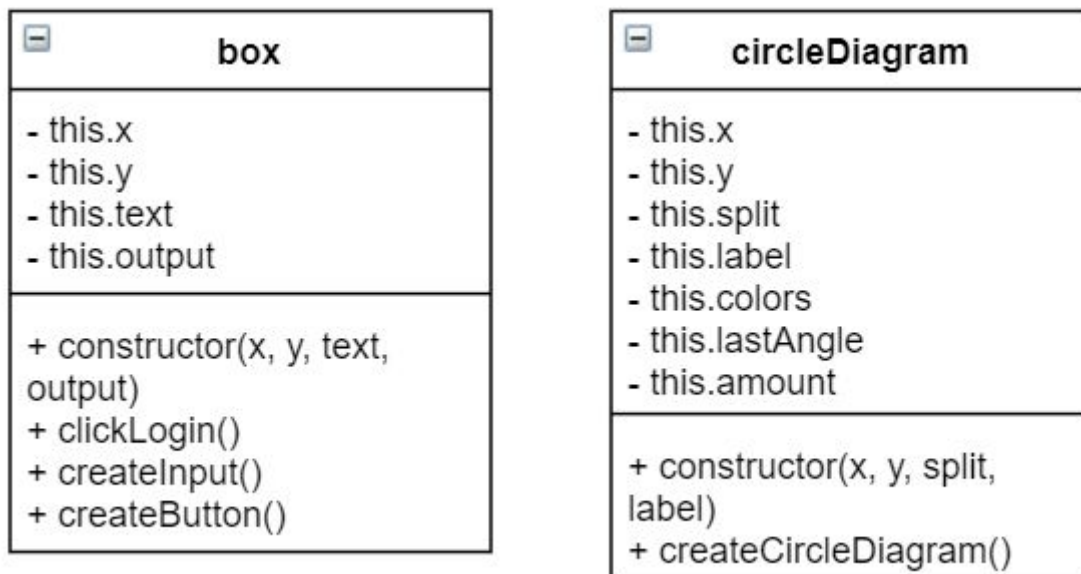 box
- this.x
- this.y
- this.text
- this.output
+ constructor(x, y, text,
output)
+ clickLogin()
+ createInput()
+ createButton()
circleDiagram
- this.x
- this.y
- this.split
- this.label
- this.colors
- this.lastAngle
- this.amount
+ constructor(x, y, split,
label)
+ createCircleDiagram()